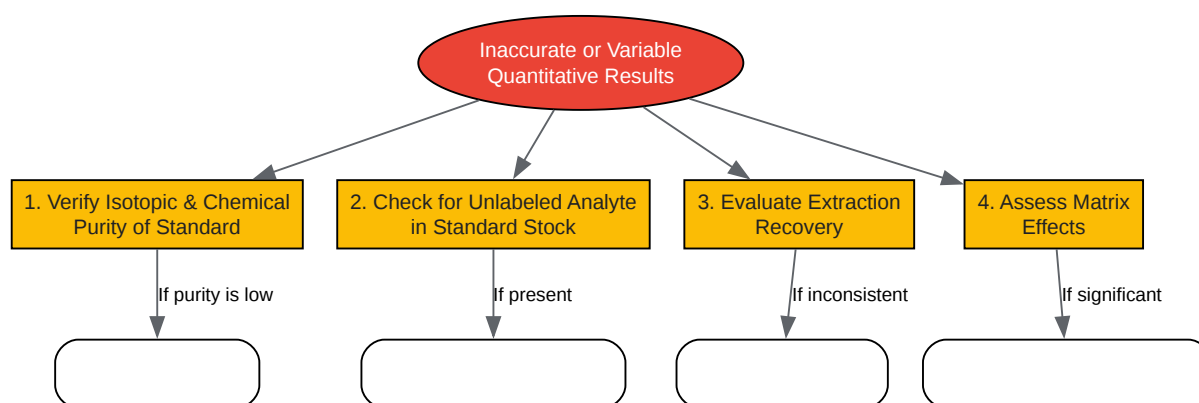 Inaccurate or Variable
Quantitative Results
1. Verify Isotopic & Chemical
Purity of Standard
2. Check for Unlabeled Analyte
in Standard Stock
3. Evaluate Extraction
Recovery
4. Assess Matrix
Effects
If purity is low
If present
If inconsistent
If significant